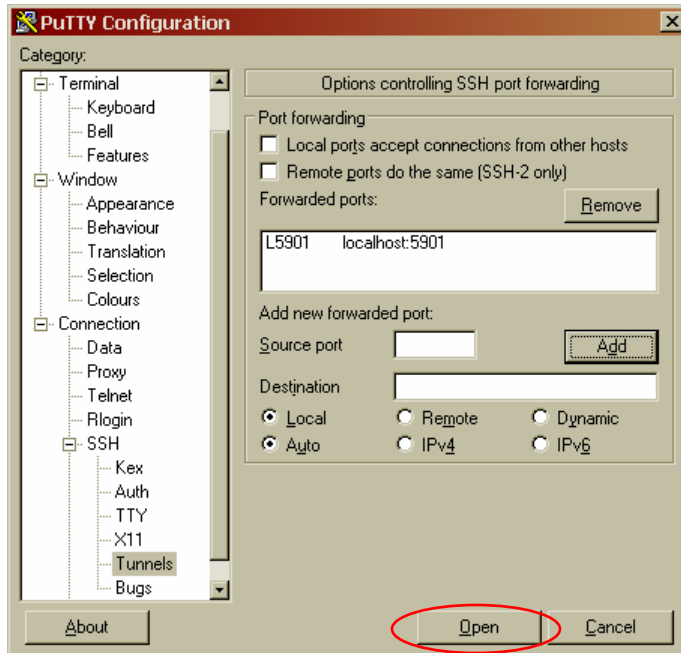 PuTTY Configuration
Category:
Terminal
Keyboard
Bell
Features
Window
Appearance
Behaviour
Translation
Selection
Colours
Connection
Data
Proxy
Telnet
Rlogin
SSH
Kex
Auth
TTY
X11
Tunnels
Bugs
Options controlling SSH port forwarding
Port forwarding
Local ports accept connections from other hosts
Remote ports do the same (SSH-2 only)
Forwarded ports: Remove
L5901 localhost:5901
Add new forwarded port:
Source port Add
Destination
Local Remote Dynamic
Auto IPv4 IPv6
About Open Cancel